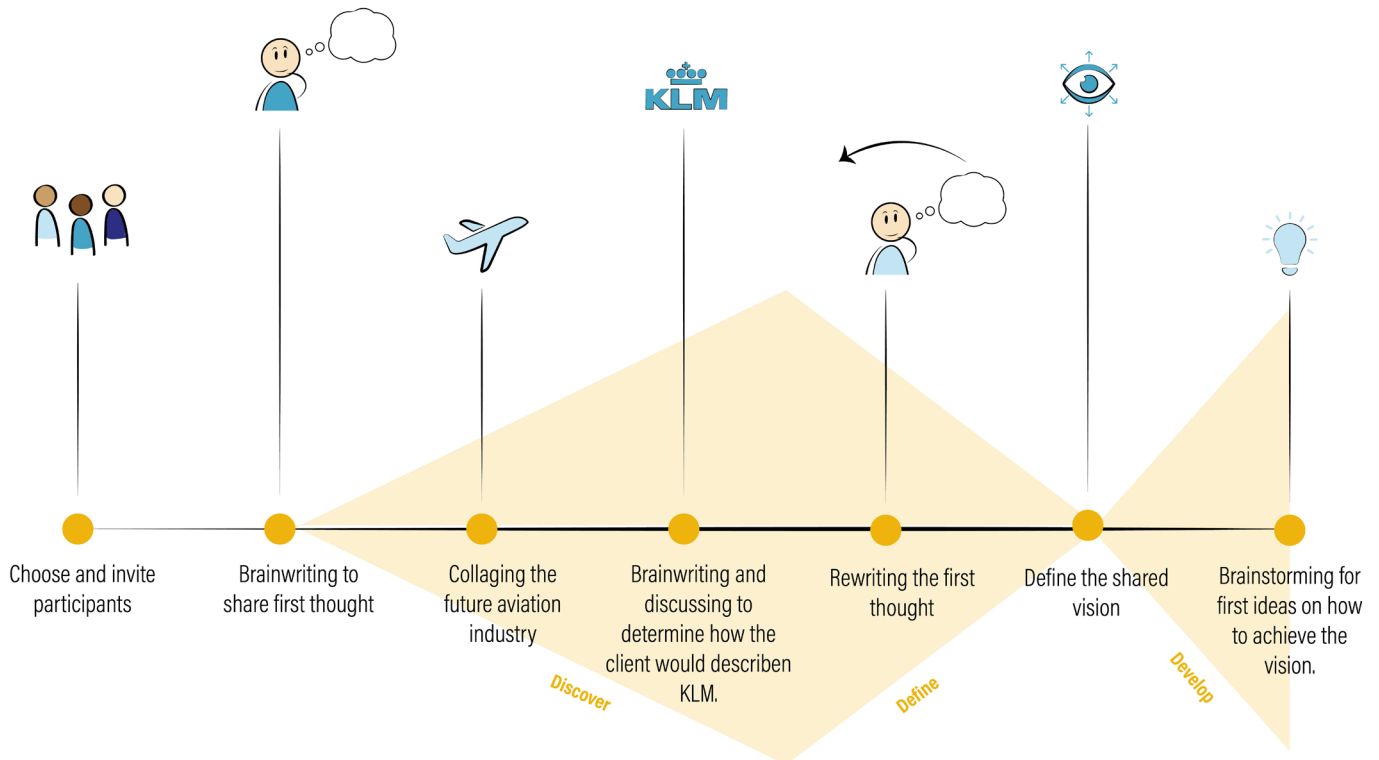 KLM
Choose and invite
participants
Brainwriting to
share first thought
Collaging the
future aviation
industry
Brainwriting and
discussing to
determine how the
client would describen
KLM.
Rewriting the first
thought
Define the shared
vision
Brainstorming for
first ideas on how
to achieve the
vision.
Discover
Define
Develop